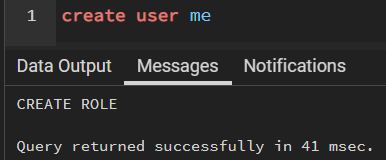 1 create user me
Data Output Messages Notifications
CREATE ROLE
Query returned successfully in 41 msec.